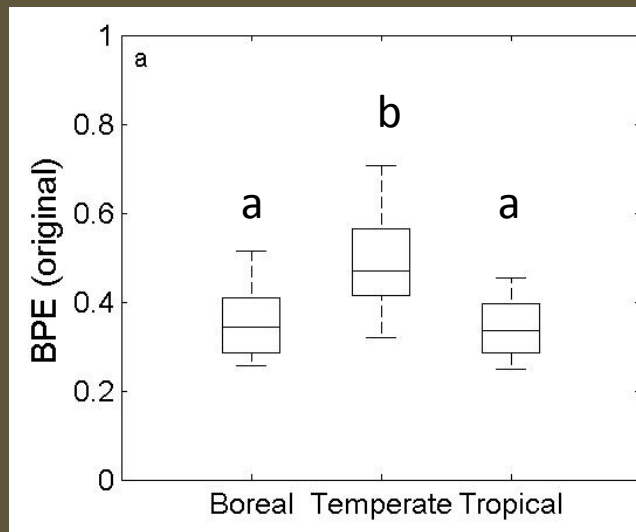 1
a
b
0.8
a
a
0.6
BPE (original)
0.4
0.2
0
Boreal Temperate Tropical